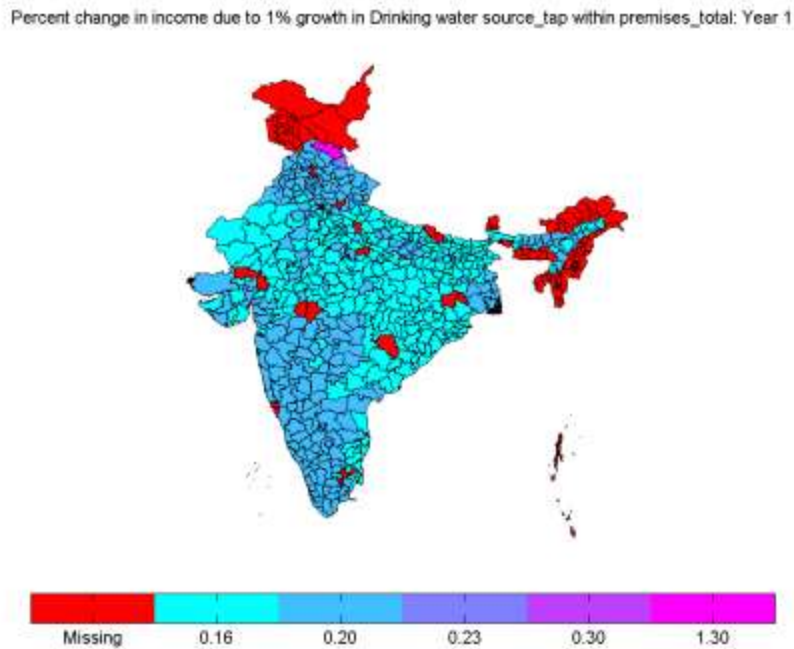 Percent change in income due to 1% growth in Drinking water source_tap within premises_total: Year 1
Missing 0.16 0.20 0.23 0.30 1.30